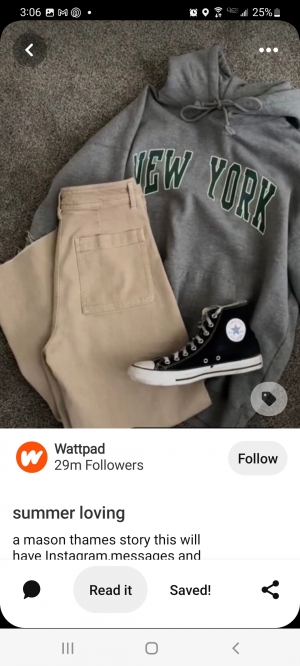 3:06
25%
NEW YORK
Wattpad
29m Followers
Follow
summer loving
a mason thames story this will
have Instagram,messages and
Read it
Saved!